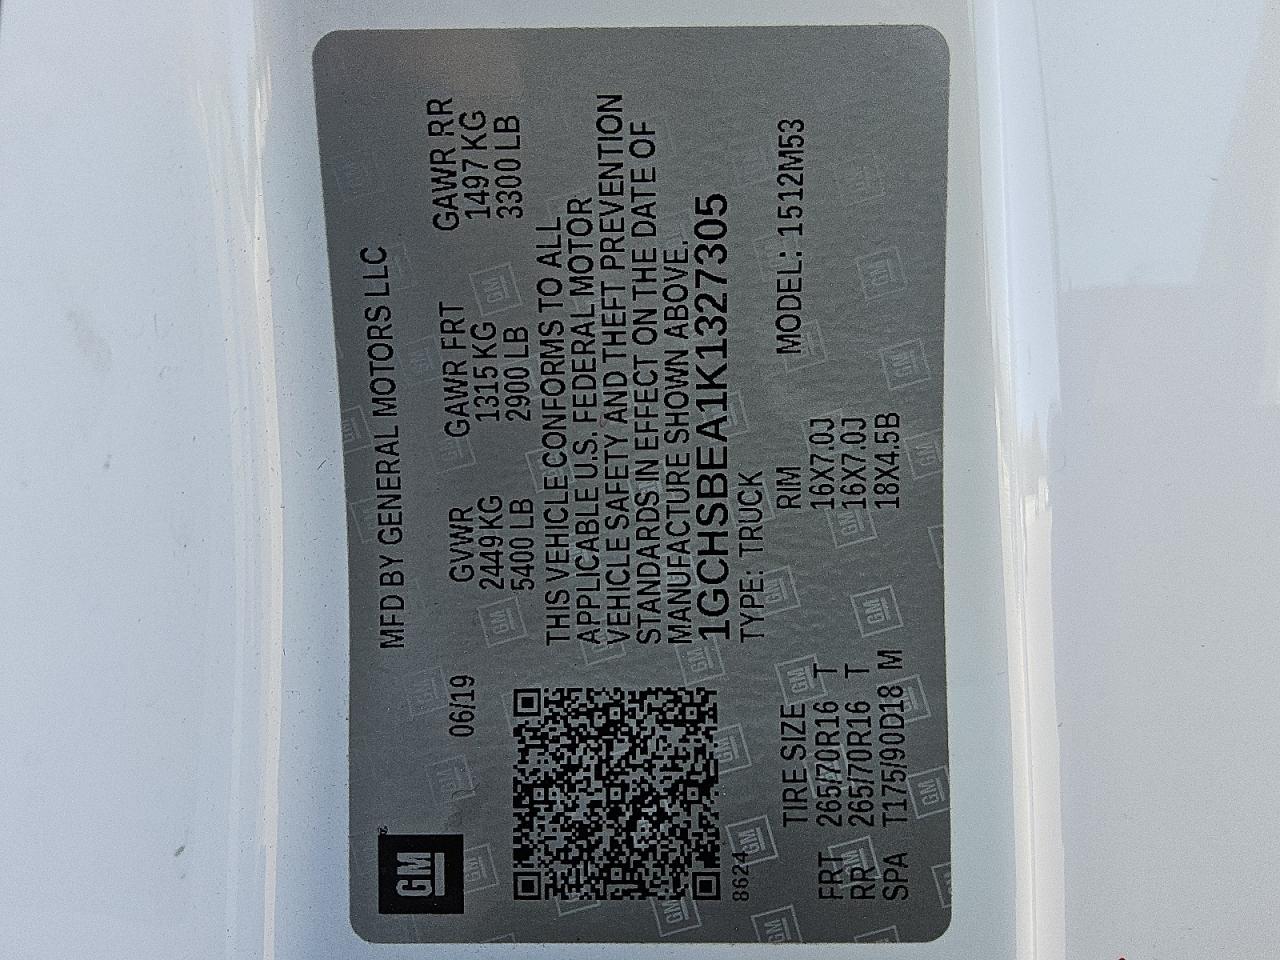 GM
MFD BY GENERAL MOTORS LLC
06/19
GVWR GAWR FRT GAWR RR
2449 KG 1315 KG 1497 KG
5400 LB 2900 LB 3300 LB
THIS VEHICLE CONFORMS TO ALL
APPLICABLE U.S. FEDERAL MOTOR
VEHICLE SAFETY AND THEFT PREVENTION
STANDARDS IN EFFECT ON THE DATE OF
MANUFACTURE SHOWN ABOVE.
1GCHSBEA1K1327305
8624 TYPE: TRUCK
TIRE SIZE RIM MODEL: 1512M53
FRT 265/70R16 T 16X7.0J
RR 265/70R16 T 16X7.0J
SPA T175/90D18 M 18X4.5B